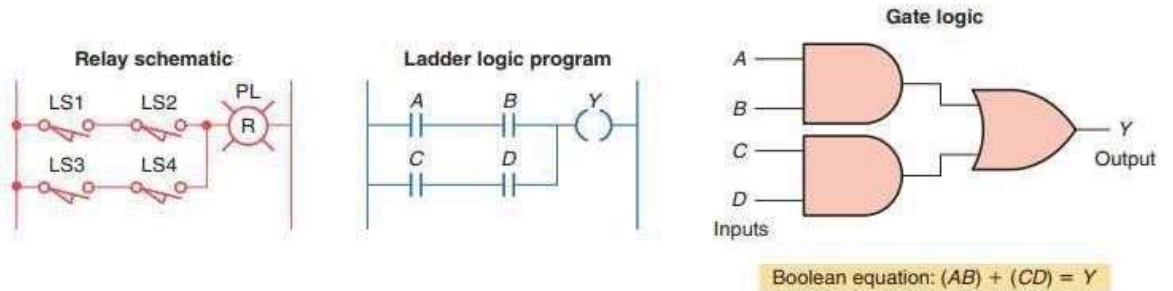 Relay schematic
LS1 LS2 PL
R
LS3 LS4
Ladder logic program
A B Y
C D
Gate logic
A
B
C
D
Inputs
Y
Output
Boolean equation: (AB) + (CD) = Y